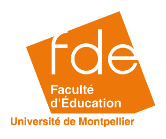 fde
Faculté
d'Éducation
Université de Montpellier